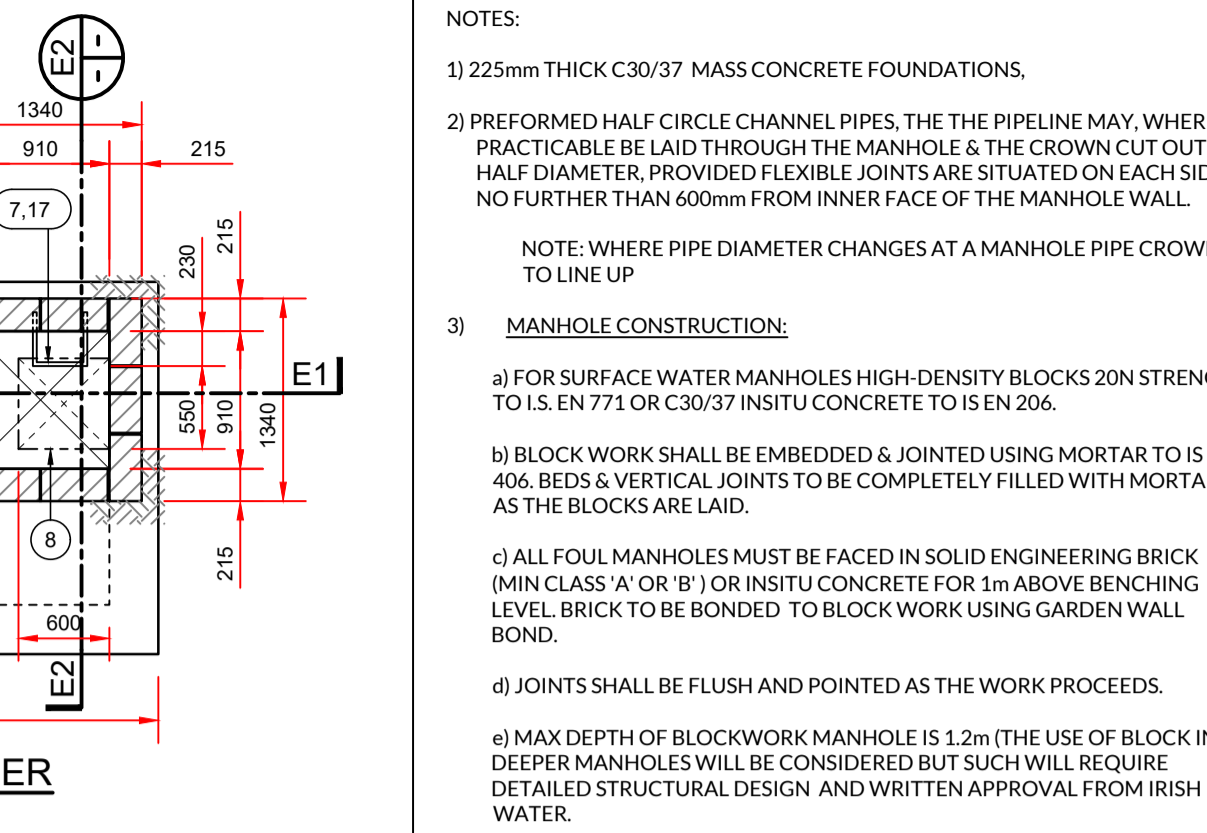 E2
1340
910
215
7,17
215
230
E1
550
910
1340
8
215
600
E2
ER
NOTES:
1) 225mm THICK C30/37 MASS CONCRETE FOUNDATIONS,
2) PREFORMED HALF CIRCLE CHANNEL PIPES, THE THE PIPELINE MAY, WHER
PRACTICABLE BE LAID THROUGH THE MANHOLE & THE CROWN CUT OUT
HALF DIAMETER, PROVIDED FLEXIBLE JOINTS ARE SITUATED ON EACH SID
NO FURTHER THAN 600mm FROM INNER FACE OF THE MANHOLE WALL.
NOTE: WHERE PIPE DIAMETER CHANGES AT A MANHOLE PIPE CROW
TO LINE UP
3) MANHOLE CONSTRUCTION:
a) FOR SURFACE WATER MANHOLES HIGH-DENSITY BLOCKS 20N STRENG
TO I.S. EN 771 OR C30/37 INSITU CONCRETE TO IS EN 206.
b) BLOCK WORK SHALL BE EMBEDDED & JOINTED USING MORTAR TO IS
406. BEDS & VERTICAL JOINTS TO BE COMPLETELY FILLED WITH MORTA
AS THE BLOCKS ARE LAID.
c) ALL FOUL MANHOLES MUST BE FACED IN SOLID ENGINEERING BRICK
(MIN CLASS 'A' OR 'B' ) OR INSITU CONCRETE FOR 1m ABOVE BENCHING
LEVEL. BRICK TO BE BONDED TO BLOCK WORK USING GARDEN WALL
BOND.
d) JOINTS SHALL BE FLUSH AND POINTED AS THE WORK PROCEEDS.
e) MAX DEPTH OF BLOCKWORK MANHOLE IS 1.2m (THE USE OF BLOCK IN
DEEPER MANHOLES WILL BE CONSIDERED BUT SUCH WILL REQUIRE
DETAILED STRUCTURAL DESIGN AND WRITTEN APPROVAL FROM IRISH
WATER.